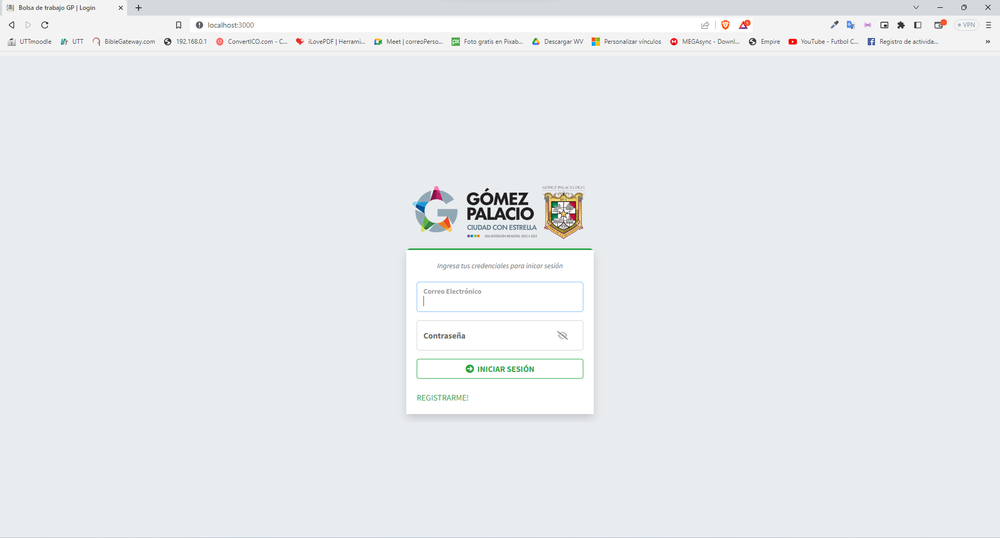 Bolsa de trabajo GP | Login
localhost:3000
1
VPN
UTTmoodle
UTT
BibleGateway.com
192.168.0.1
ConvertICO.com - C...
iLovePDF | Herrami...
Meet | correoPerso...
Foto gratis en Pixab...
Descargar WV
Personalizar vínculos
MEGAsync - Downl...
Empire
YouTube - Futbol C...
Registro de activida...
»
GÓMEZ
PALACIO
CIUDAD CON ESTRELLA
ADMINISTRACIÓN MUNICIPAL 2022 | 2025
GÓMEZ PALACIO, DGO.
1905
Ingresa tus credenciales para inicar sesión
Correo Electrónico
Contraseña
INICIAR SESIÓN
REGISTRARME!